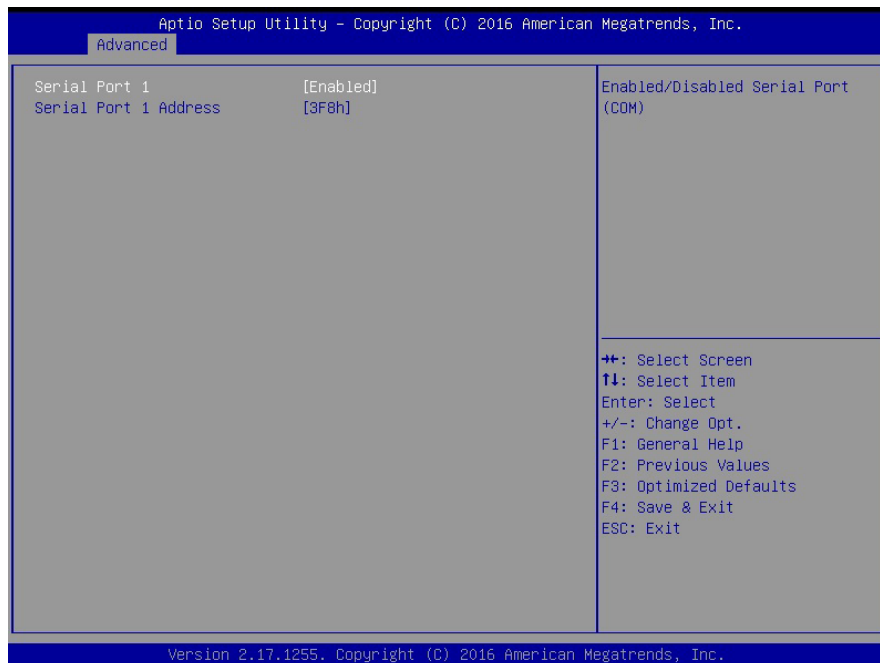 Aptio Setup Utility – Copyright (C) 2016 American Megatrends, Inc.
Advanced
Serial Port 1 [Enabled]
Serial Port 1 Address [3F8h]
Enabled/Disabled Serial Port
(COM)
→←: Select Screen
↑↓: Select Item
Enter: Select
+/-: Change Opt.
F1: General Help
F2: Previous Values
F3: Optimized Defaults
F4: Save & Exit
ESC: Exit
Version 2.17.1255. Copyright (C) 2016 American Megatrends, Inc.